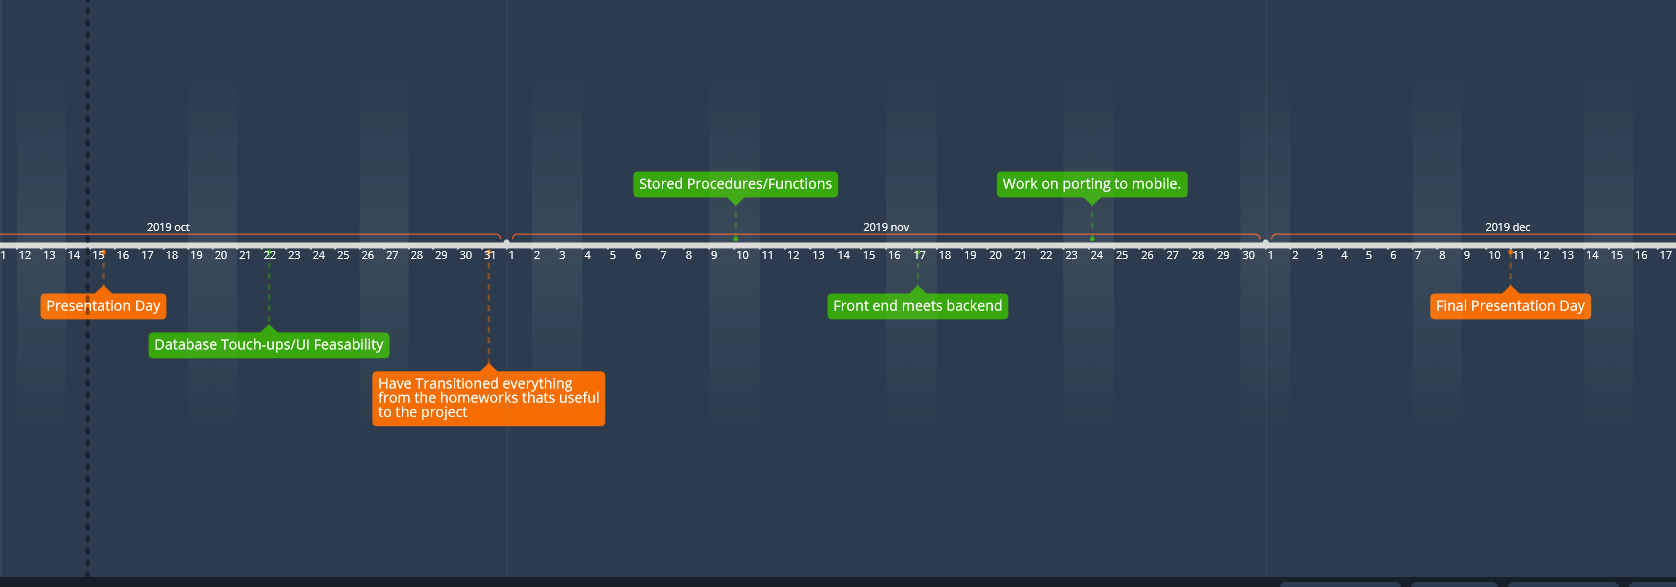 Stored Procedures/Functions
Work on porting to mobile.
2019 oct
2019 nov
2019 dec
1 12 13 14 15 16 17 18 19 20 21 22 23 24 25 26 27 28 29 30 31 1 2 3 4 5 6 7 8 9 10 11 12 13 14 15 16 17 18 19 20 21 22 23 24 25 26 27 28 29 30 1 2 3 4 5 6 7 8 9 10 11 12 13 14 15 16 17
Presentation Day
Front end meets backend
Final Presentation Day
Database Touch-ups/UI Feasability
Have Transitioned everything
from the homeworks thats useful
to the project